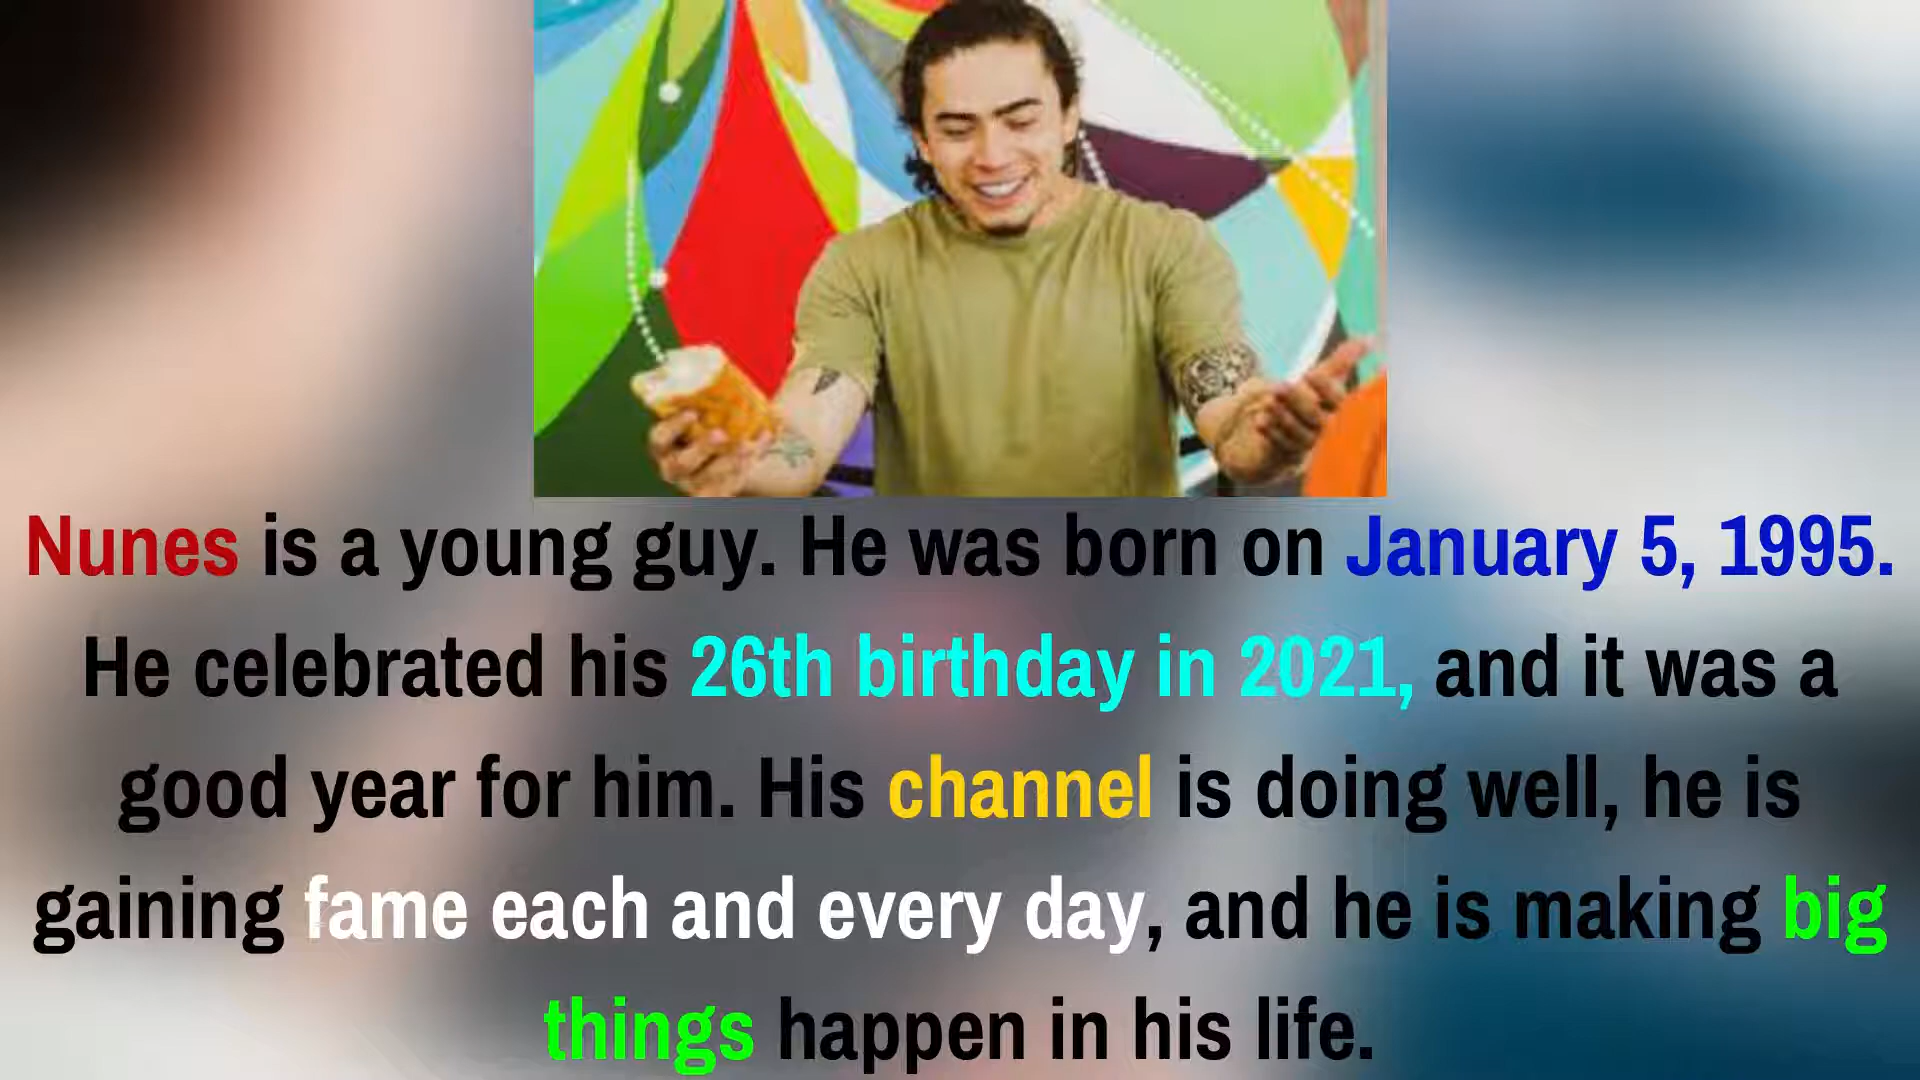 Nunes is a young guy. He was born on January 5, 1995.
He celebrated his 26th birthday in 2021, and it was a
good year for him. His channel is doing well, he is
gaining fame each and every day, and he is making big
things happen in his life.